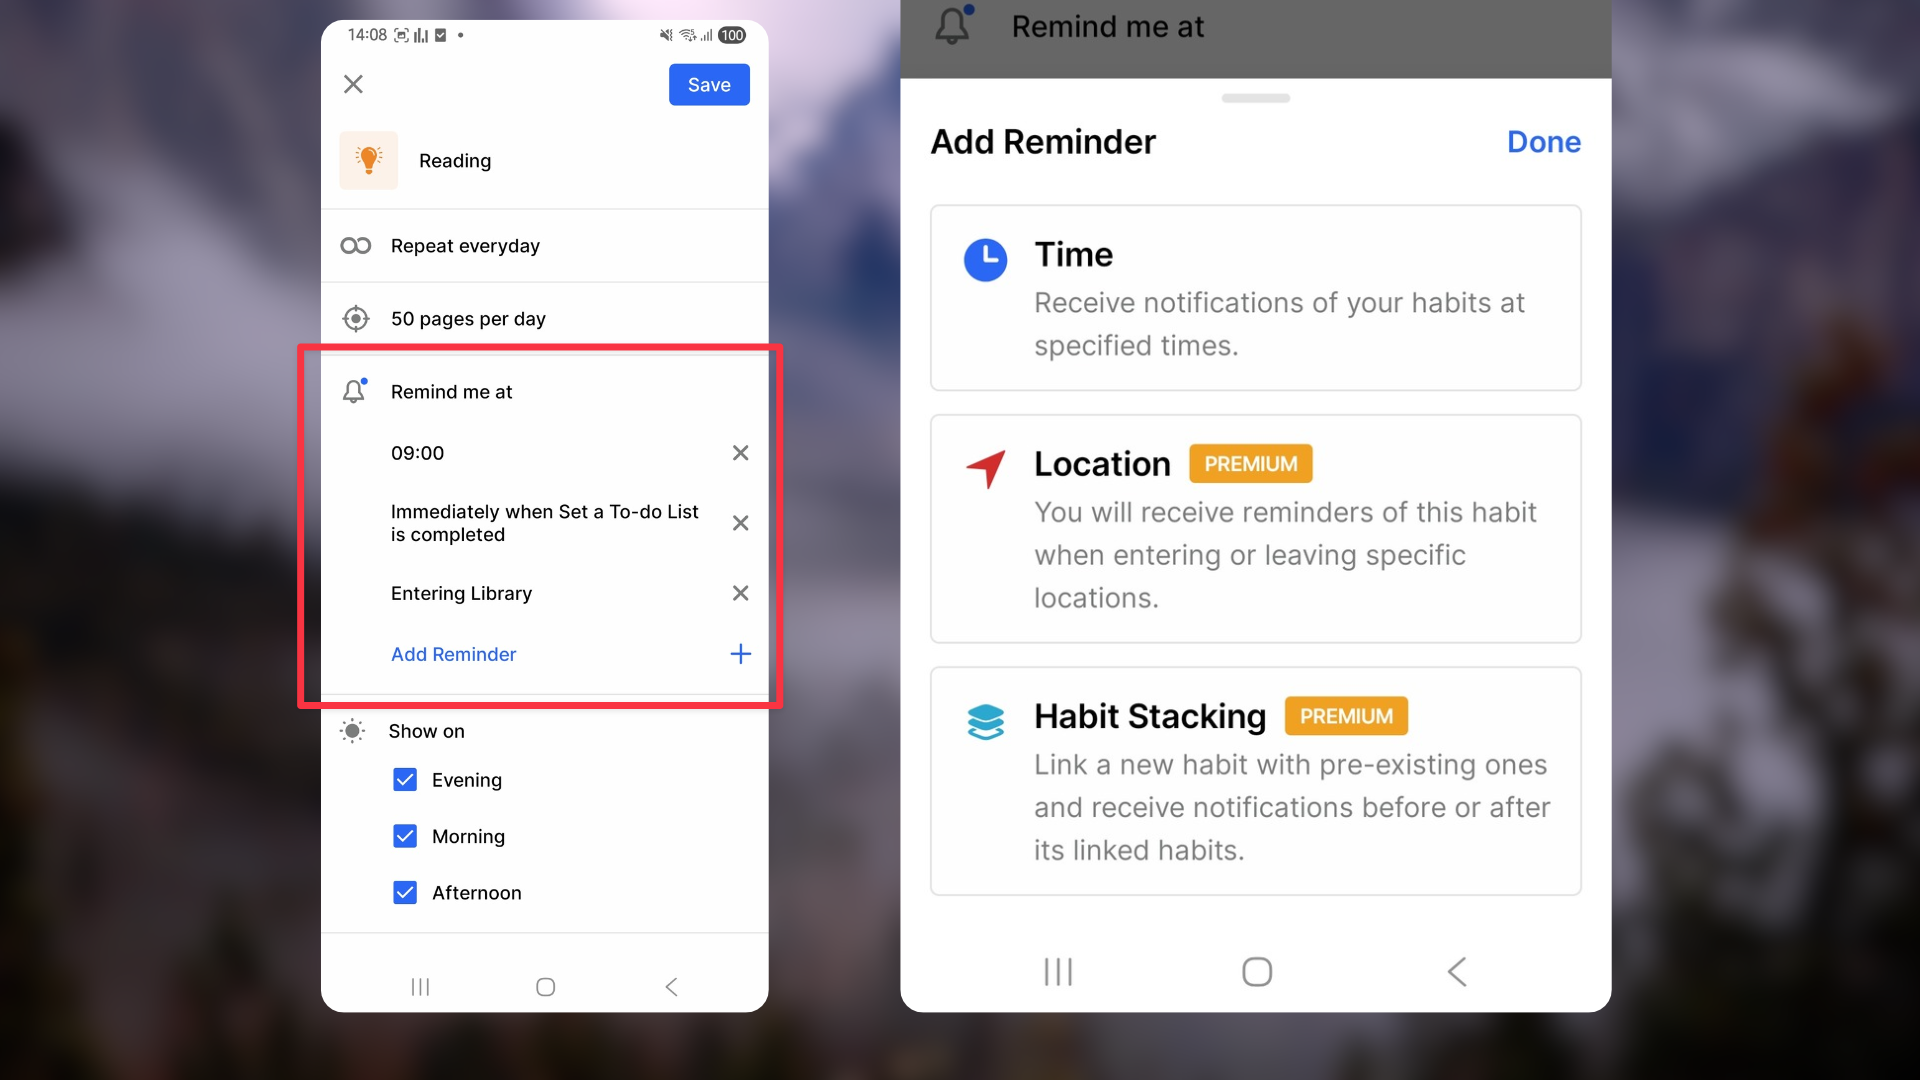 14:08
100
Save
Reading
Repeat everyday
50 pages per day
Remind me at
09:00
Immediately when Set a To-do List
is completed
Entering Library
Add Reminder
Show on
Evening
Morning
Afternoon
Remind me at
Add Reminder
Done
Time
Receive notifications of your habits at
specified times.
Location PREMIUM
You will receive reminders of this habit
when entering or leaving specific
locations.
Habit Stacking PREMIUM
Link a new habit with pre-existing ones
and receive notifications before or after
its linked habits.